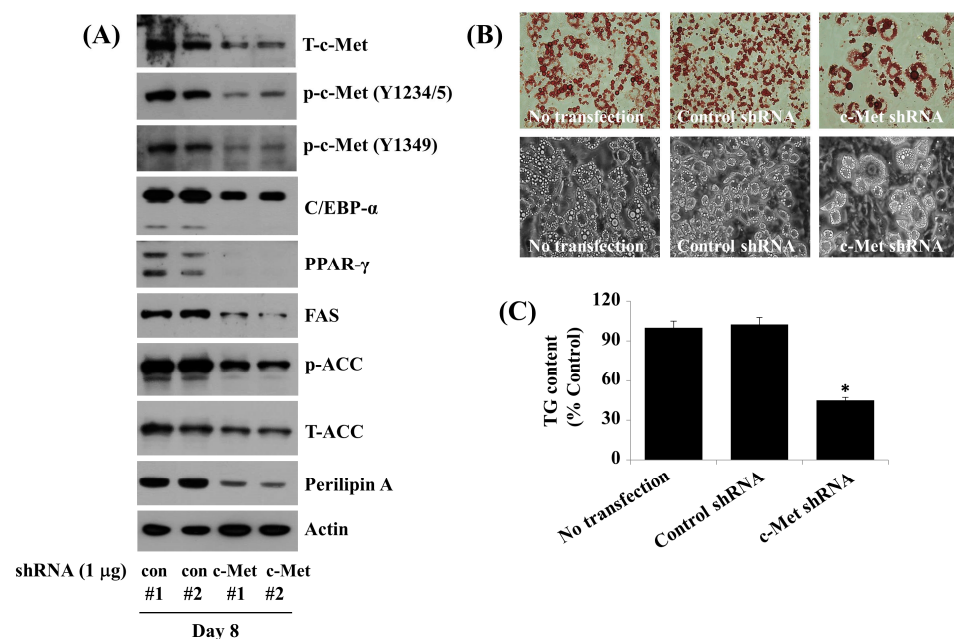 (A)
T-c-Met
p-c-Met (Y1234/5)
p-c-Met (Y1349)
C/EBP-α
PPAR-γ
FAS
p-ACC
T-ACC
Perilipin A
Actin
shRNA (1 μg) con con c-Met c-Met
#1 #2 #1 #2
Day 8
(B)
No transfection Control shRNA c-Met shRNA
No transfection Control shRNA c-Met shRNA
(C)
TG content
(% Control)
120
90
60
30
0
*
No transfection
Control shRNA
c-Met shRNA